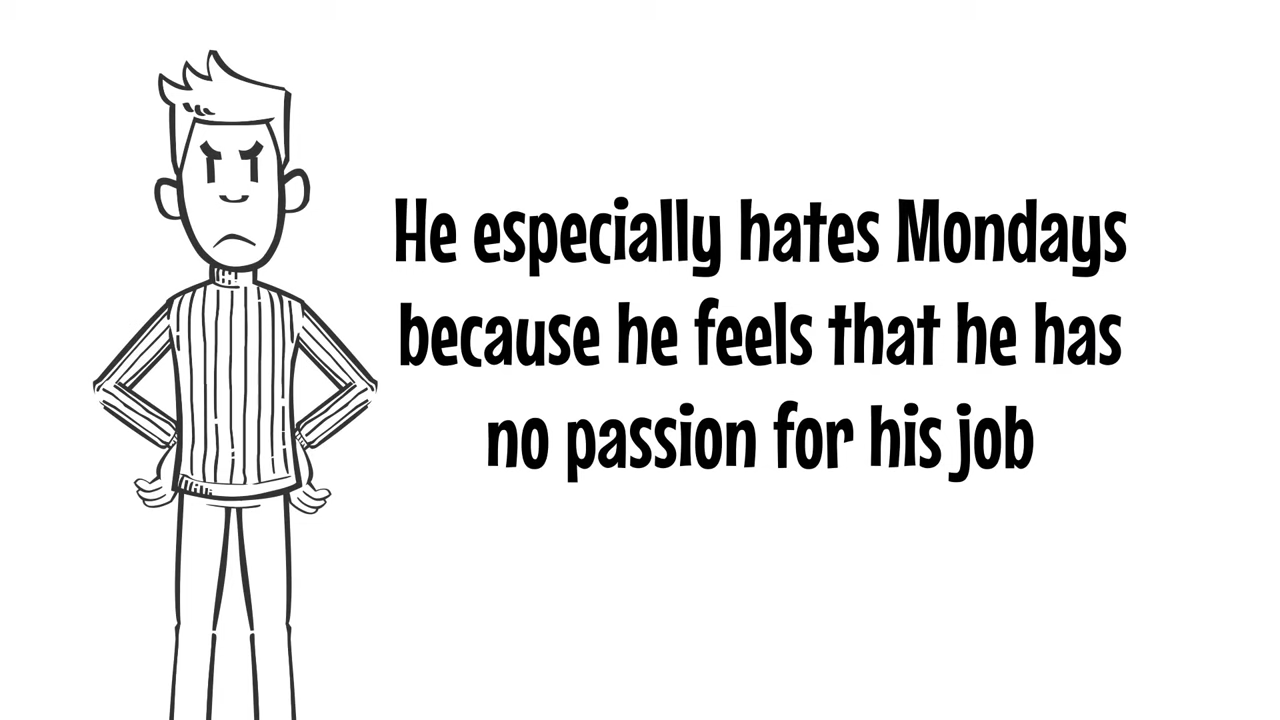 He especially hates Mondays
because he feels that he has
no passion for his job